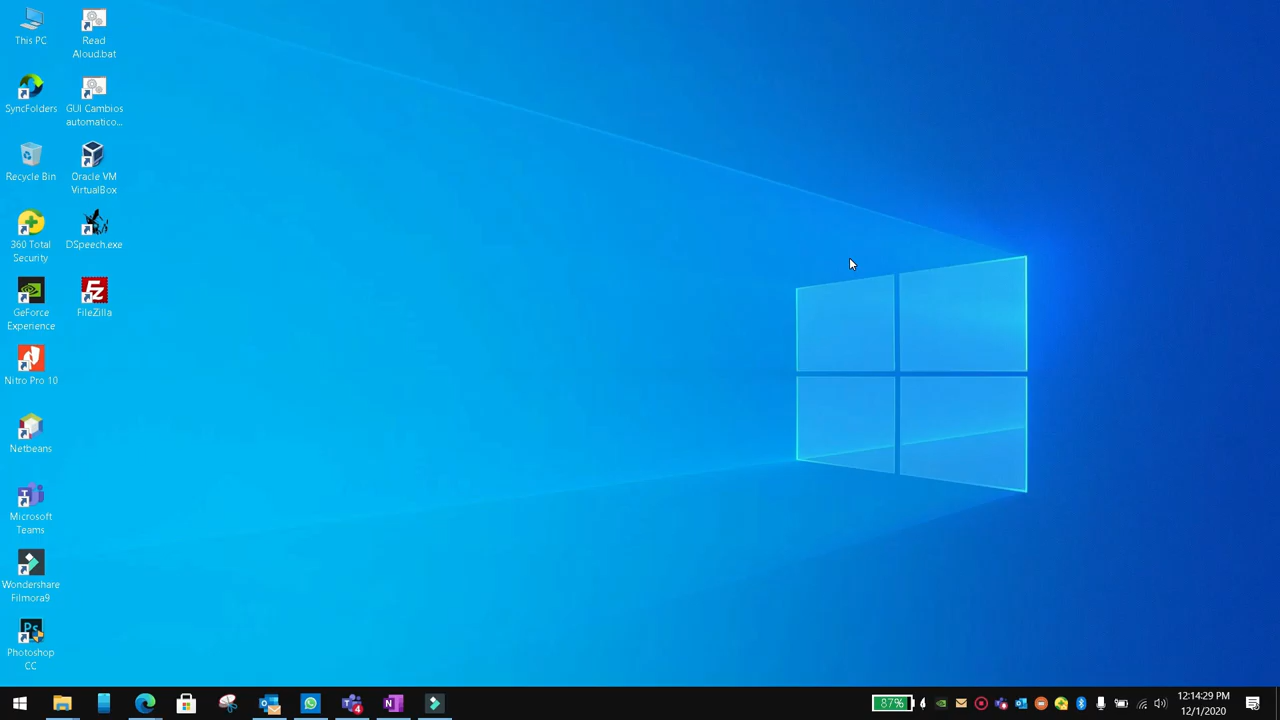 This PC
Read
Aloud.bat
SyncFolders
GUI Cambios
automatico...
Recycle Bin
Oracle VM
VirtualBox
360 Total
Security
DSpeech.exe
GeForce
Experience
FileZilla
Nitro Pro 10
Netbeans
Microsoft
Teams
Wondershare
Filmora9
Ps
Photoshop
CC
4
87%
12:14:29 PM
12/1/2020